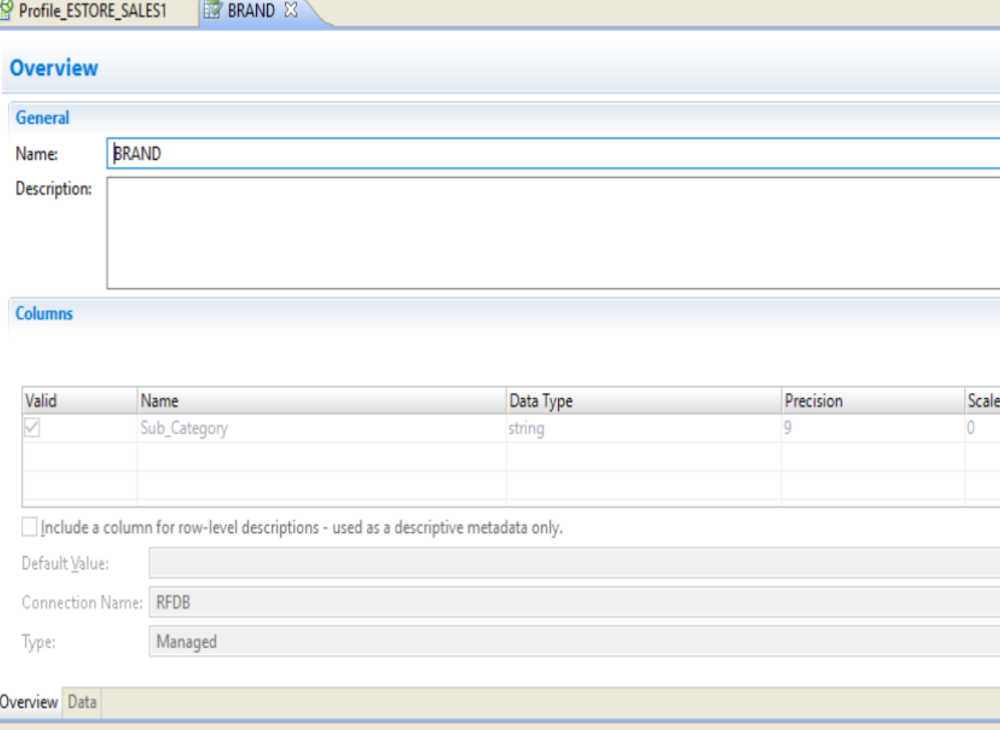 Profile_ESTORE_SALES1 BRAND
Overview
General
Name: BRAND
Description:
Columns
Valid Name Data Type Precision Scale
Sub_Category string 9 0
Include a column for row-level descriptions - used as a descriptive metadata only.
Default Value:
Connection Name: RFDB
Type: Managed
Overview Data